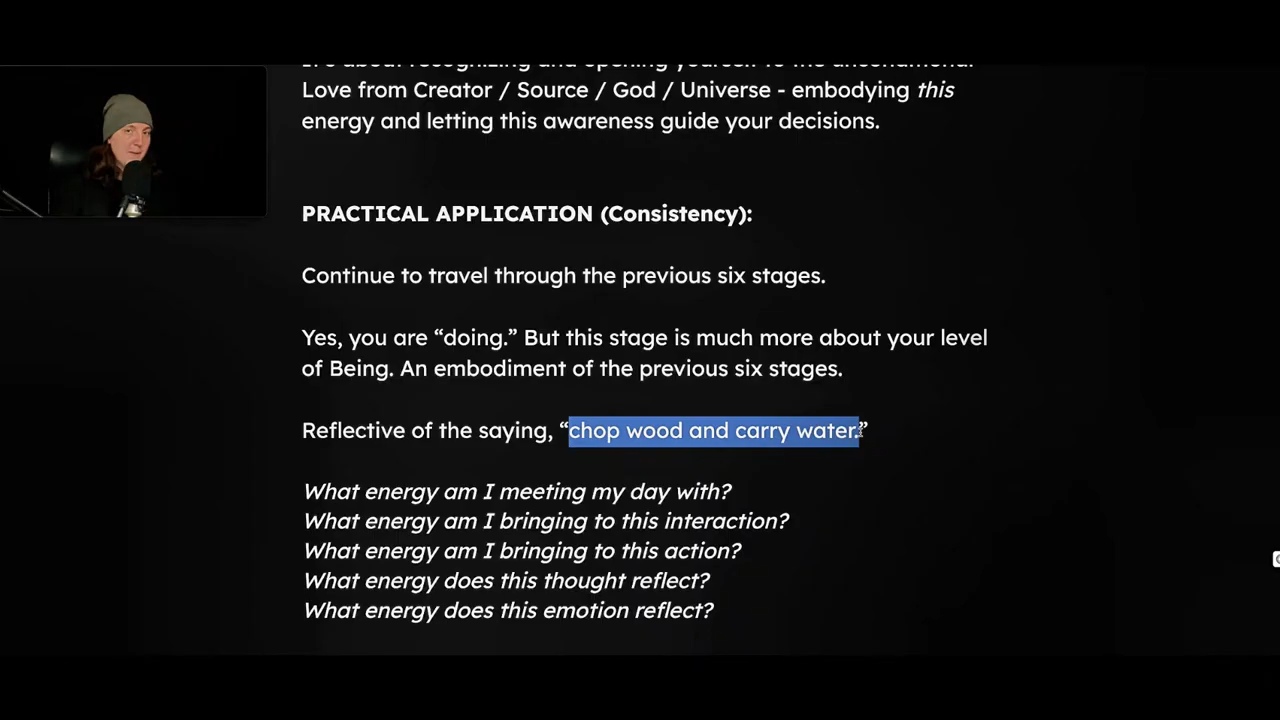 Love from Creator / Source / God / Universe - embodying this
energy and letting this awareness guide your decisions.
PRACTICAL APPLICATION (Consistency):
Continue to travel through the previous six stages.
Yes, you are “doing.” But this stage is much more about your level
of Being. An embodiment of the previous six stages.
Reflective of the saying, “chop wood and carry water.”
What energy am I meeting my day with?
What energy am I bringing to this interaction?
What energy am I bringing to this action?
What energy does this thought reflect?
What energy does this emotion reflect?